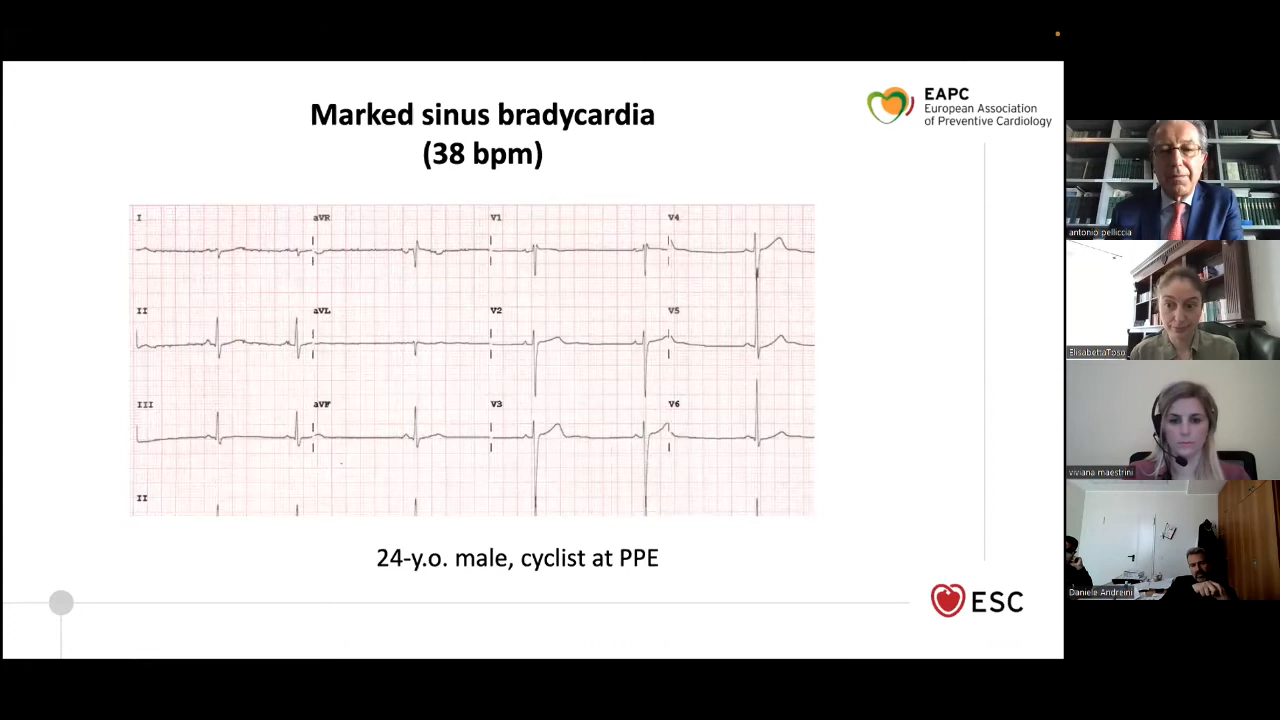 Marked sinus bradycardia
(38 bpm)
EAPC
European Association
of Preventive Cardiology
I
aVR
V1
V4
II
aVL
V2
V5
III
aVF
V3
V6
II
24-y.o. male, cyclist at PPE
ESC
antonio pelliccia
ElisabettaToso
viviana maestrini
Daniele Andreini